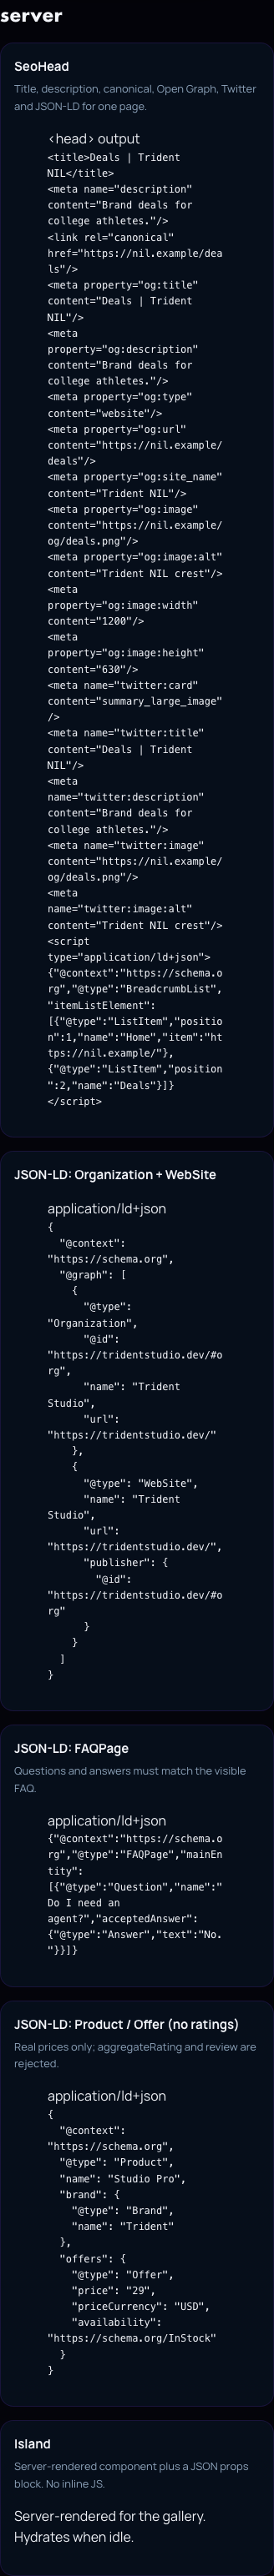 server
SeoHead
Title, description, canonical, Open Graph, Twitter
and JSON-LD for one page.
<head> output
<title>Deals | Trident
NIL</title>
<meta name="description"
content="Brand deals for
college athletes."/>
<link rel="canonical"
href="https://nil.example/dea
ls"/>
<meta property="og:title"
content="Deals | Trident
NIL"/>
<meta
property="og:description"
content="Brand deals for
college athletes."/>
<meta property="og:type"
content="website"/>
<meta property="og:url"
content="https://nil.example/
deals"/>
<meta property="og:site_name"
content="Trident NIL"/>
<meta property="og:image"
content="https://nil.example/
og/deals.png"/>
<meta property="og:image:alt"
content="Trident NIL crest"/>
<meta
property="og:image:width"
content="1200"/>
<meta
property="og:image:height"
content="630"/>
<meta name="twitter:card"
content="summary_large_image"
/>
<meta name="twitter:title"
content="Deals | Trident
NIL"/>
<meta
name="twitter:description"
content="Brand deals for
college athletes."/>
<meta name="twitter:image"
content="https://nil.example/
og/deals.png"/>
<meta
name="twitter:image:alt"
content="Trident NIL crest"/>
<script
type="application/ld+json">
{"@context":"https://schema.o
rg","@type":"BreadcrumbList",
"itemListElement":
[{"@type":"ListItem","positio
n":1,"name":"Home","item":"ht
tps://nil.example/"},
{"@type":"ListItem","position
":2,"name":"Deals"}]}
</script>
JSON-LD: Organization + WebSite
application/ld+json
{
"@context":
"https://schema.org",
"@graph": [
{
"@type":
"Organization",
"@id":
"https://tridentstudio.dev/#o
rg",
"name": "Trident
Studio",
"url":
"https://tridentstudio.dev/"
},
{
"@type": "WebSite",
"name": "Trident
Studio",
"url":
"https://tridentstudio.dev/",
"publisher": {
"@id":
"https://tridentstudio.dev/#o
rg"
}
}
]
}
JSON-LD: FAQPage
Questions and answers must match the visible
FAQ.
application/ld+json
{"@context":"https://schema.o
rg","@type":"FAQPage","mainEn
tity":
[{"@type":"Question","name":"
Do I need an
agent?","acceptedAnswer":
{"@type":"Answer","text":"No.
"}}]}
JSON-LD: Product / Offer (no ratings)
Real prices only; aggregateRating and review are
rejected.
application/ld+json
{
"@context":
"https://schema.org",
"@type": "Product",
"name": "Studio Pro",
"brand": {
"@type": "Brand",
"name": "Trident"
},
"offers": {
"@type": "Offer",
"price": "29",
"priceCurrency": "USD",
"availability":
"https://schema.org/InStock"
}
}
Island
Server-rendered component plus a JSON props
block. No inline JS.
Server-rendered for the gallery.
Hydrates when idle.